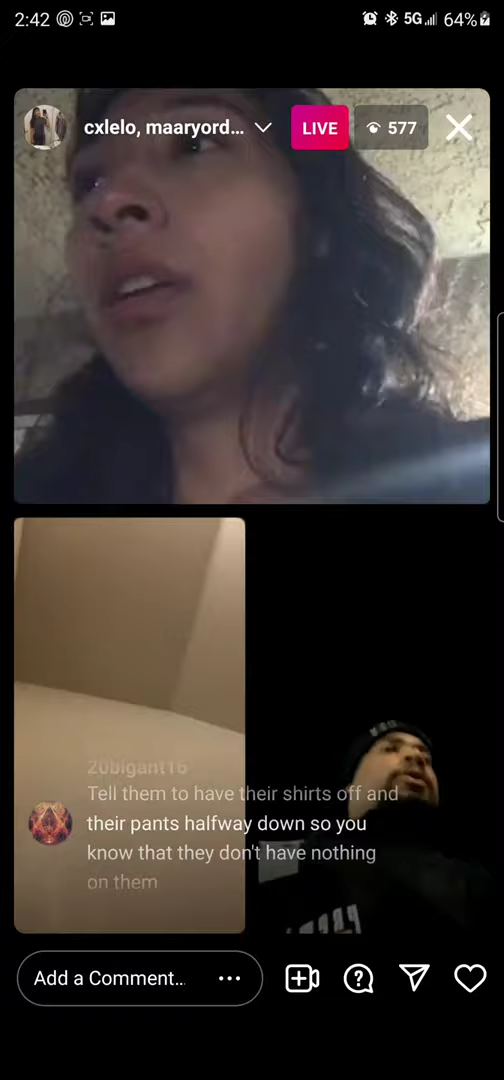 2:42 5G 64%
cxlelo, maaryord... LIVE 577
20bigant16
Tell them to have their shirts off and
their pants halfway down so you
know that they don't have nothing
on them
Add a Comment...